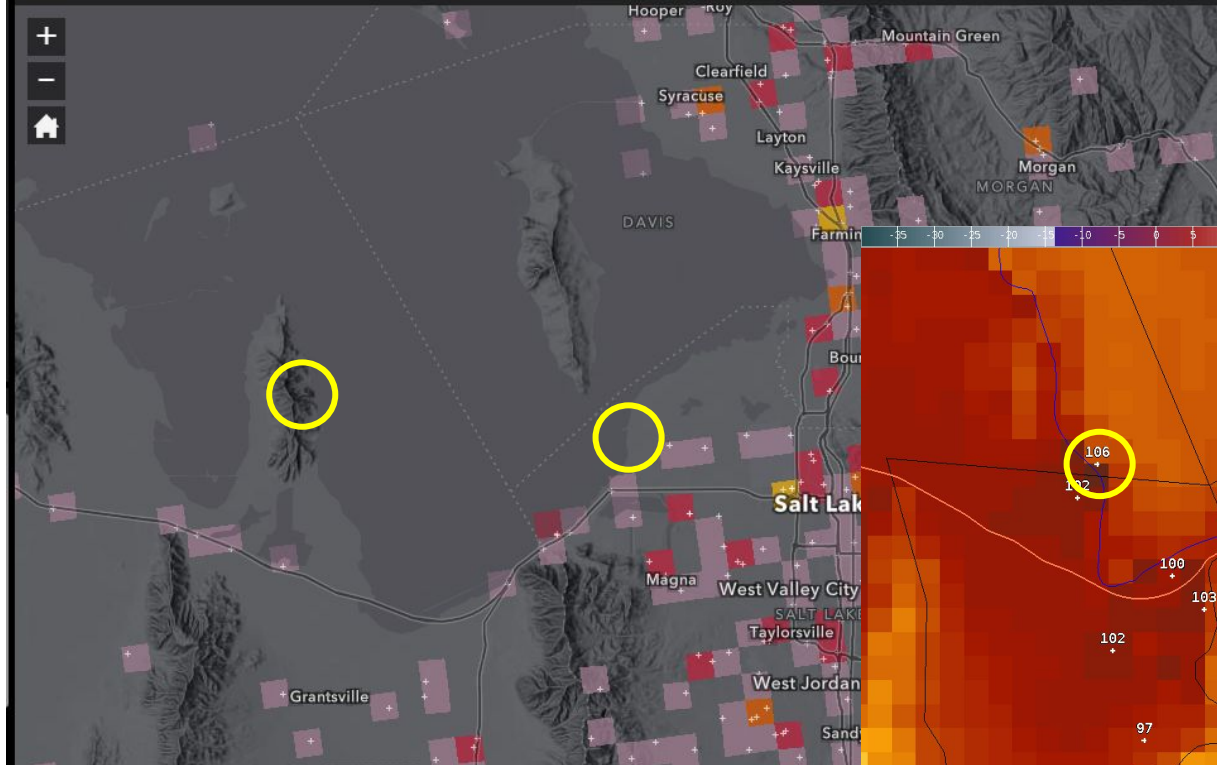 +
Hooper
Roy
Mountain Green
−
Clearfield
Syracuse
Layton
Kaysville
Morgan
MORGAN
DAVIS
Farmin
-35 -30 -25 -20 -15 -10 -5 0 5
Boun
106
102
Salt Lak
100
Magna
West Valley City
103
SALT LAKE
Taylorsville
102
West Jordan
Grantsville
97
Sandy